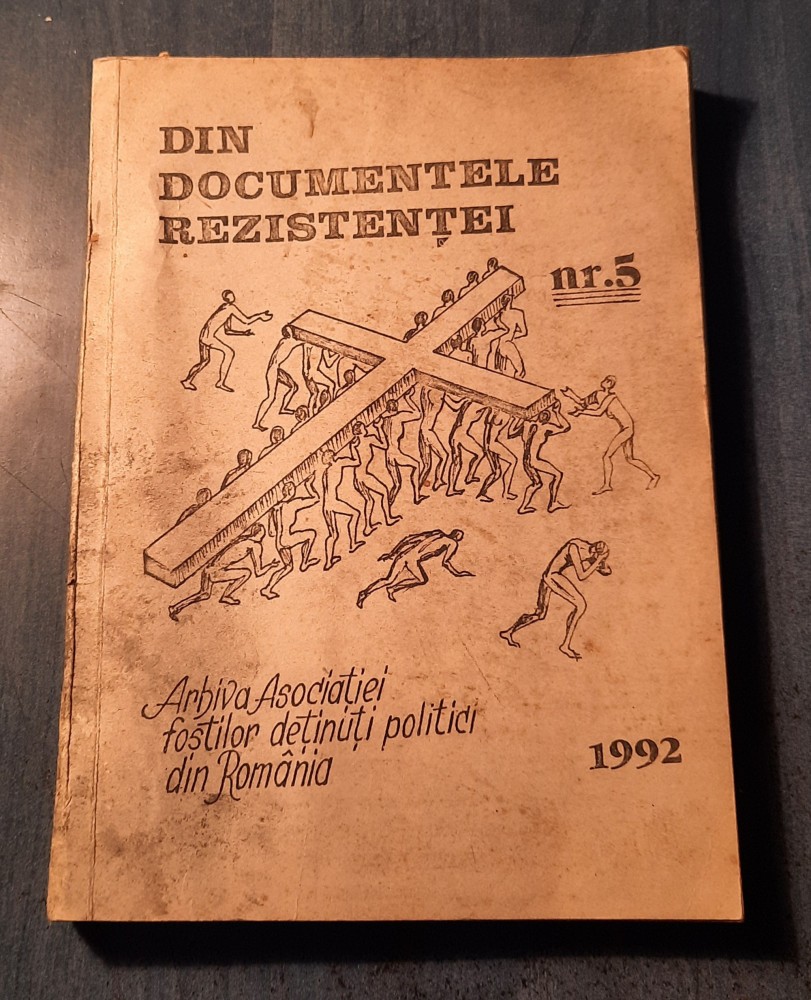 DIN
DOCUMENTELE
REZISTENȚEI
nr.5
Arhiva Asociației
foștilor deținuți politici
din România
1992